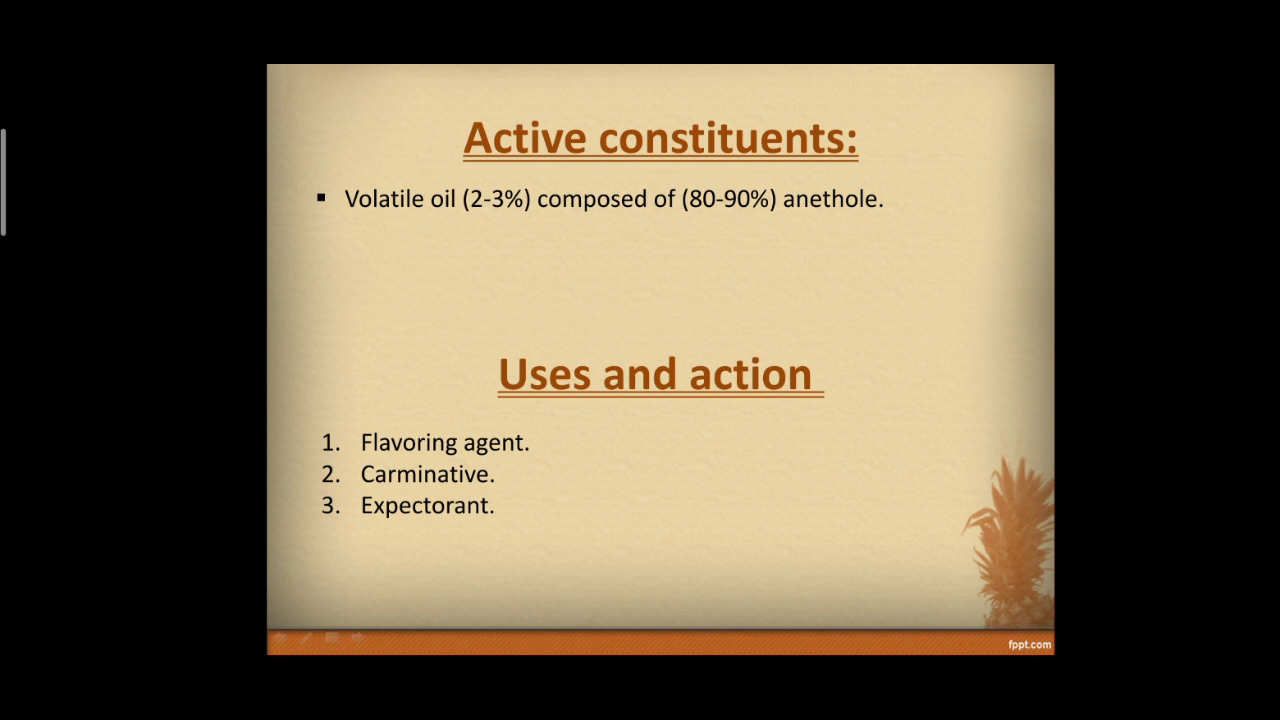 Active constituents:
▪ Volatile oil (2-3%) composed of (80-90%) anethole.
Uses and action
1. Flavoring agent.
2. Carminative.
3. Expectorant.
fppt.com